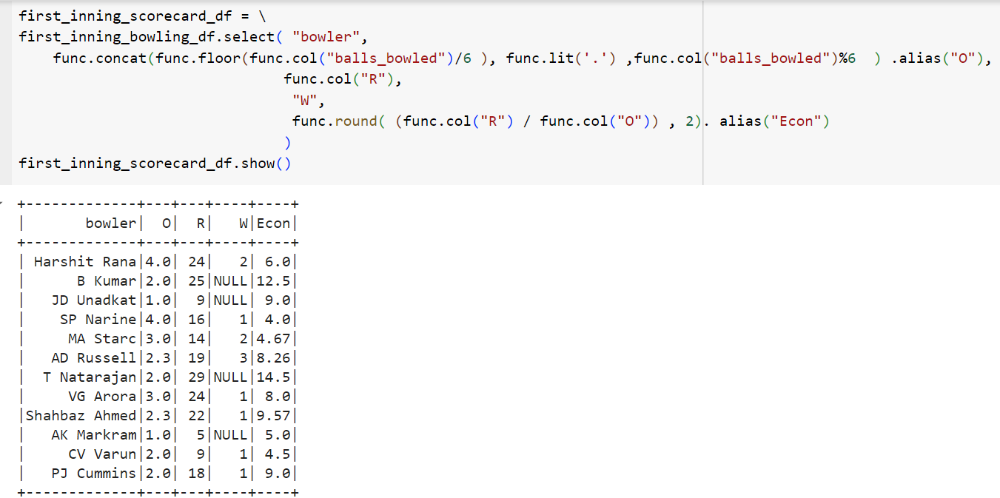 first_inning_scorecard_df = \
first_inning_bowling_df.select( "bowler",
    func.concat(func.floor(func.col("balls_bowled")/6 ), func.lit('.') ,func.col("balls_bowled")%6  ) .alias("O"),
                                func.col("R"),
                                 "W",
                                 func.round( (func.col("R") / func.col("O")) , 2). alias("Econ")
                                )
first_inning_scorecard_df.show()
+-------------+---+---+----+----+
|       bowler|  O|  R|   W|Econ|
+-------------+---+---+----+----+
| Harshit Rana|4.0| 24|   2| 6.0|
|      B Kumar|2.0| 25|NULL|12.5|
|   JD Unadkat|1.0|  9|NULL| 9.0|
|    SP Narine|4.0| 16|   1| 4.0|
|     MA Starc|3.0| 14|   2|4.67|
|   AD Russell|2.3| 19|   3|8.26|
|  T Natarajan|2.0| 29|NULL|14.5|
|     VG Arora|3.0| 24|   1| 8.0|
|Shahbaz Ahmed|2.3| 22|   1|9.57|
|   AK Markram|1.0|  5|NULL| 5.0|
|     CV Varun|2.0|  9|   1| 4.5|
|   PJ Cummins|2.0| 18|   1| 9.0|
+-------------+---+---+----+----+